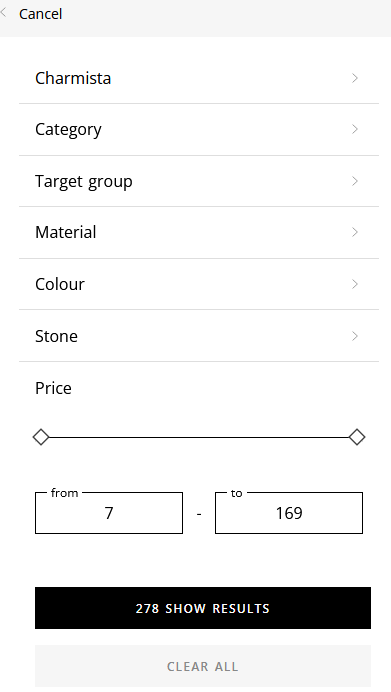 Cancel
Charmista
Category
Target group
Material
Colour
Stone
Price
from to
7 - 169
278 SHOW RESULTS
CLEAR ALL